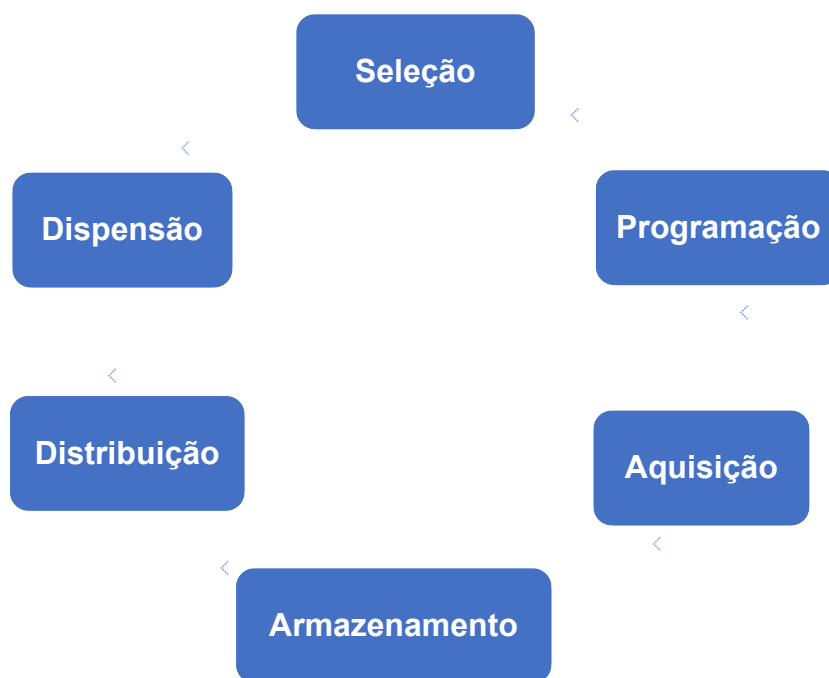 Seleção
Programação
Aquisição
Armazenamento
Distribuição
Dispensão